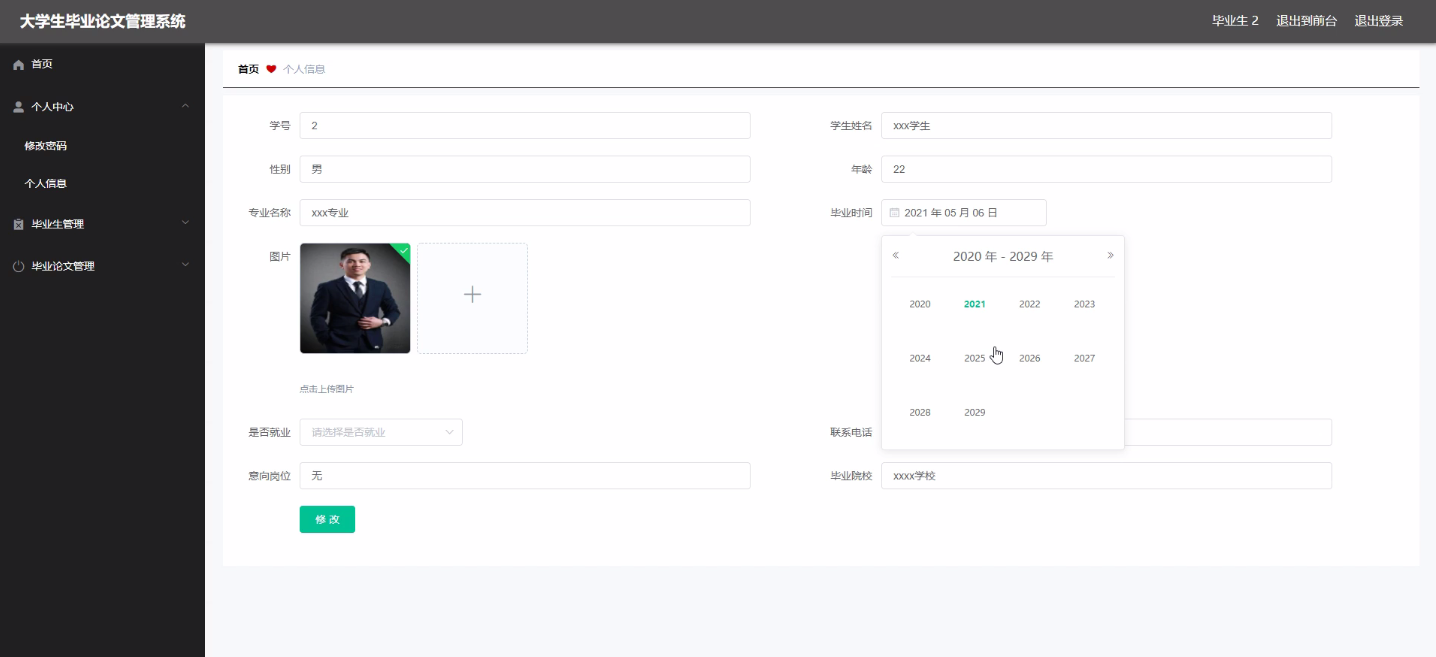 大学生毕业论文管理系统
毕业生 2 退出到前台 退出登录
首页
个人中心
修改密码
个人信息
毕业生管理
毕业论文管理
首页 个人信息
学号 2
学生姓名 xxx学生
性别 男
年龄 22
专业名称 xxx专业
毕业时间 2021 年 05 月 06 日
图片
点击上传图片
« 2020 年 - 2029 年 »
2020 2021 2022 2023
2024 2025 2026 2027
2028 2029
是否就业 请选择是否就业
联系电话
意向岗位 无
毕业院校 xxxx学校
修 改